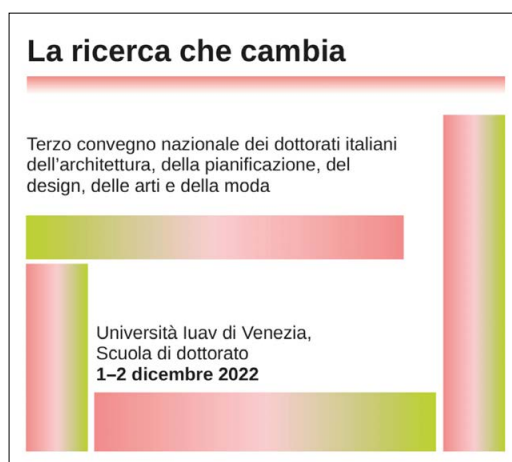 La ricerca che cambia
Terzo convegno nazionale dei dottorati italiani
dell'architettura, della pianificazione, del
design, delle arti e della moda
Università Iuav di Venezia,
Scuola di dottorato
1–2 dicembre 2022